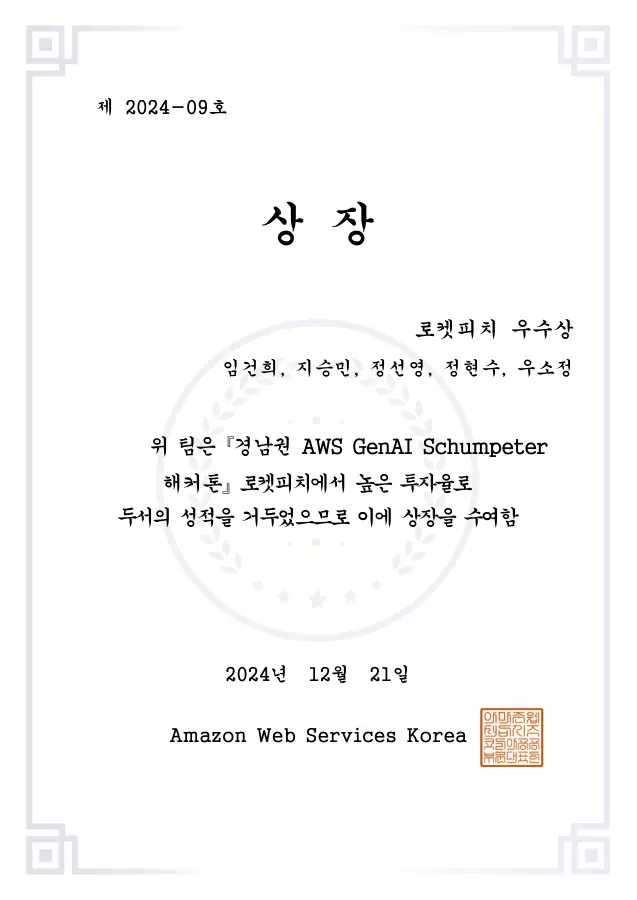 제 2024-09호
상 장
로켓피치 우수상
임건희, 지승민, 정선영, 정현수, 우소정
위 팀은 『경남권 AWS GenAI Schumpeter
해커톤』 로켓피치에서 높은 투자율로
두서의 성적을 거두었으므로 이에 상장을 수여함
2024년 12월 21일
Amazon Web Services Korea